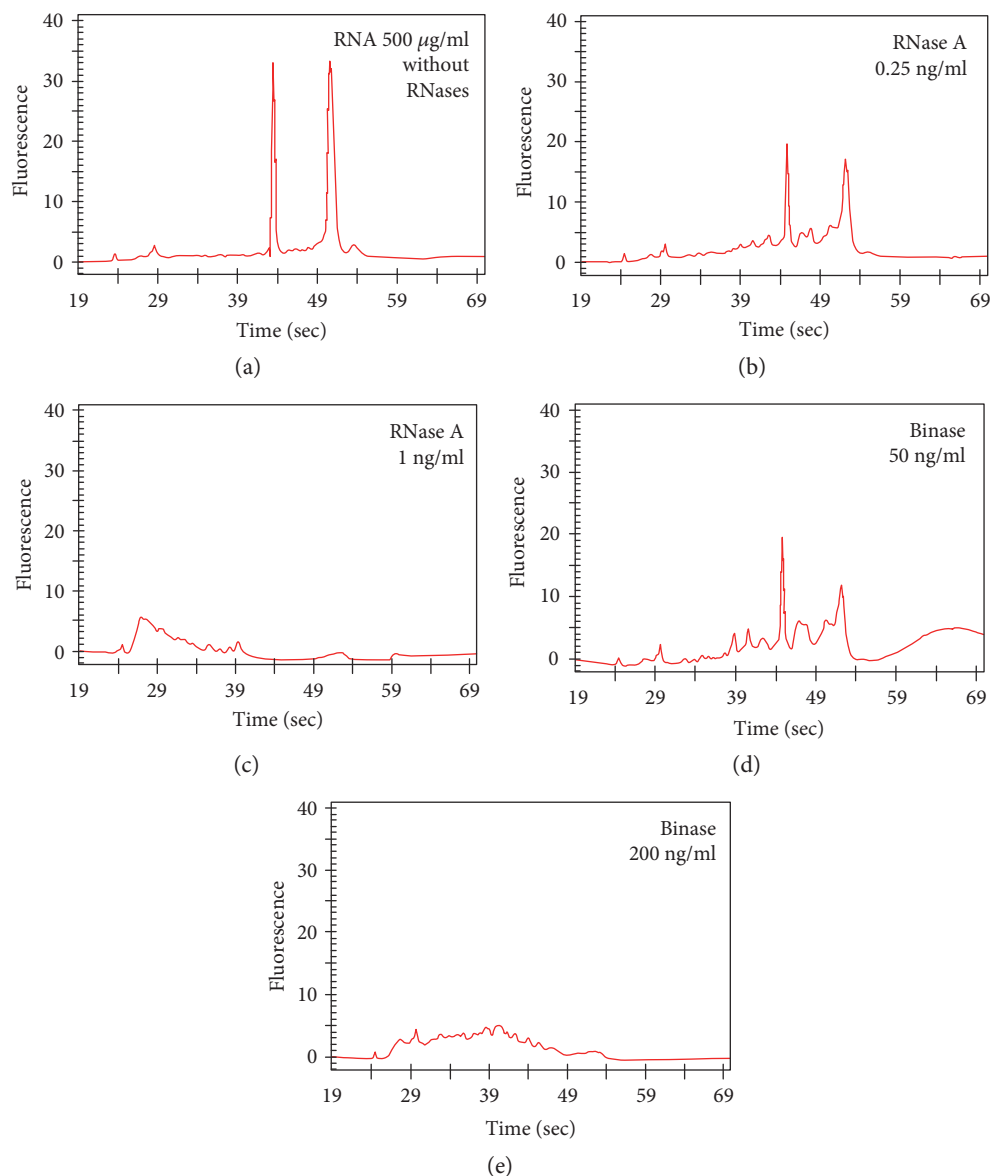 40
30
20
10
0
Fluorescence
RNA 500 μg/ml
without
RNases
19 29 39 49 59 69
Time (sec)
(a)
40
30
20
10
0
Fluorescence
RNase A
0.25 ng/ml
19 29 39 49 59 69
Time (sec)
(b)
40
30
20
10
0
Fluorescence
RNase A
1 ng/ml
19 29 39 49 59 69
Time (sec)
(c)
40
30
20
10
0
Fluorescence
Binase
50 ng/ml
19 29 39 49 59 69
Time (sec)
(d)
40
30
20
10
0
Fluorescence
Binase
200 ng/ml
19 29 39 49 59 69
Time (sec)
(e)